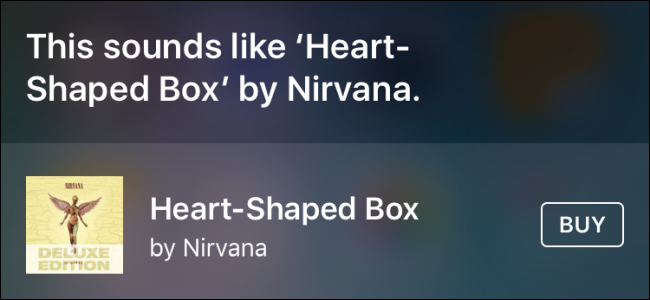 This sounds like ‘Heart-
Shaped Box’ by Nirvana.
NIRVANA
DELUXE
EDITION
Heart-Shaped Box
by Nirvana
BUY